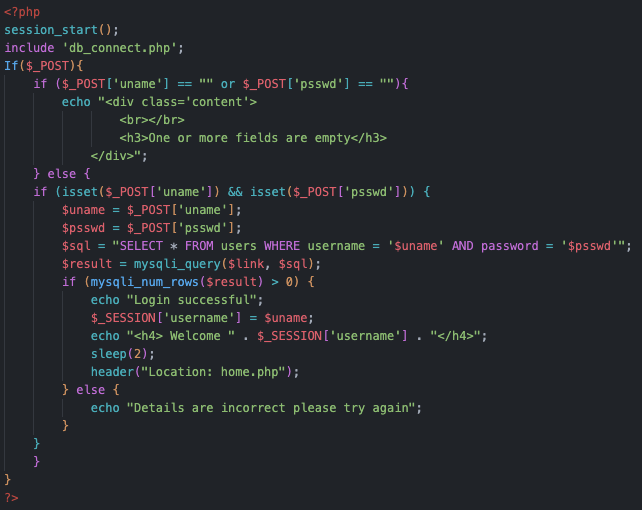 <?php
session_start();
include 'db_connect.php';
If($_POST){
    if ($_POST['uname'] == "" or $_POST['psswd'] == ""){
        echo "<div class='content'>
                <br></br>
                <h3>One or more fields are empty</h3>
            </div>";
    } else {
    if (isset($_POST['uname']) && isset($_POST['psswd'])) {
        $uname = $_POST['uname'];
        $psswd = $_POST['psswd'];
        $sql = "SELECT * FROM users WHERE username = '$uname' AND password = '$psswd'";
        $result = mysqli_query($link, $sql);
        if (mysqli_num_rows($result) > 0) {
            echo "Login successful";
            $_SESSION['username'] = $uname;
            echo "<h4> Welcome " . $_SESSION['username'] . "</h4>";
            sleep(2);
            header("Location: home.php");
        } else {
            echo "Details are incorrect please try again";
        }
    }
    }
}
?>